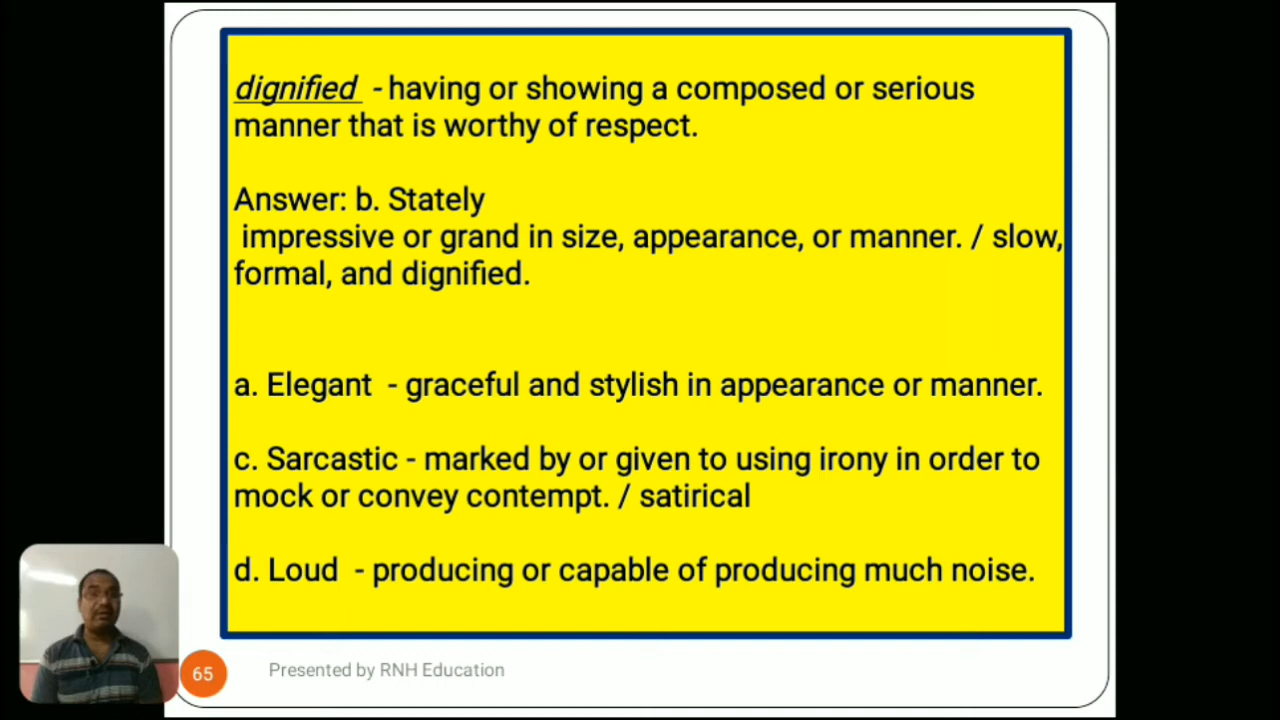 dignified - having or showing a composed or serious
manner that is worthy of respect.
Answer: b. Stately
impressive or grand in size, appearance, or manner. / slow,
formal, and dignified.
a. Elegant - graceful and stylish in appearance or manner.
c. Sarcastic - marked by or given to using irony in order to
mock or convey contempt. / satirical
d. Loud - producing or capable of producing much noise.
65
Presented by RNH Education